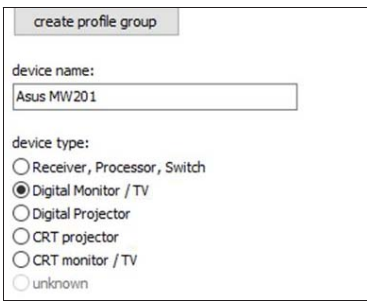 create profile group
device name:
Asus MW201
device type:
Receiver, Processor, Switch
Digital Monitor / TV
Digital Projector
CRT projector
CRT monitor / TV
unknown